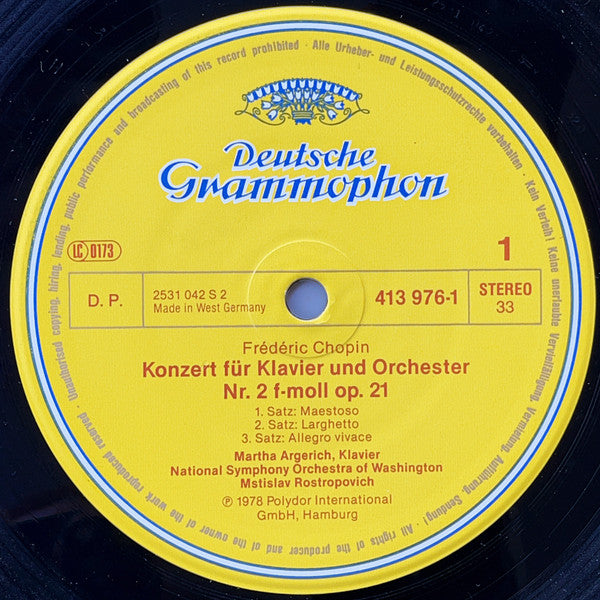 Deutsche
Grammophon
LC 0173
1
D. P.
2531 042 S 2
Made in West Germany
413 976-1
STEREO
33
Frédéric Chopin
Konzert für Klavier und Orchester
Nr. 2 f-moll op. 21
1. Satz: Maestoso
2. Satz: Larghetto
3. Satz: Allegro vivace
Martha Argerich, Klavier
National Symphony Orchestra of Washington
Mstislav Rostropovich
℗ 1978 Polydor International
GmbH, Hamburg
Alle Urheber- und Leistungsschutzrechte vorbehalten · Kein Verleih! Keine unerlaubte Vervielfältigung, Vermietung, Aufführung, Sendung! · All rights of the producer and of the owner of the work reproduced reserved · Unauthorised copying, hiring, lending, public performance and broadcasting of this record prohibited ·